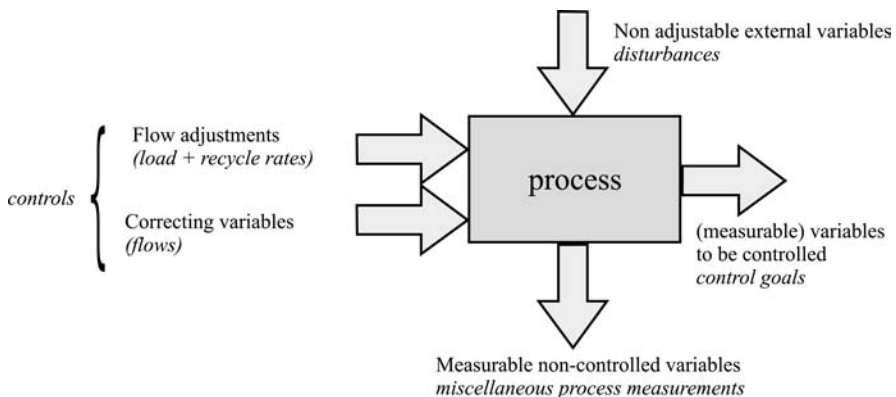 Non adjustable external variables
disturbances
Flow adjustments
(load + recycle rates)
controls
Correcting variables
(flows)
process
(measurable) variables
to be controlled
control goals
Measurable non-controlled variables
miscellaneous process measurements